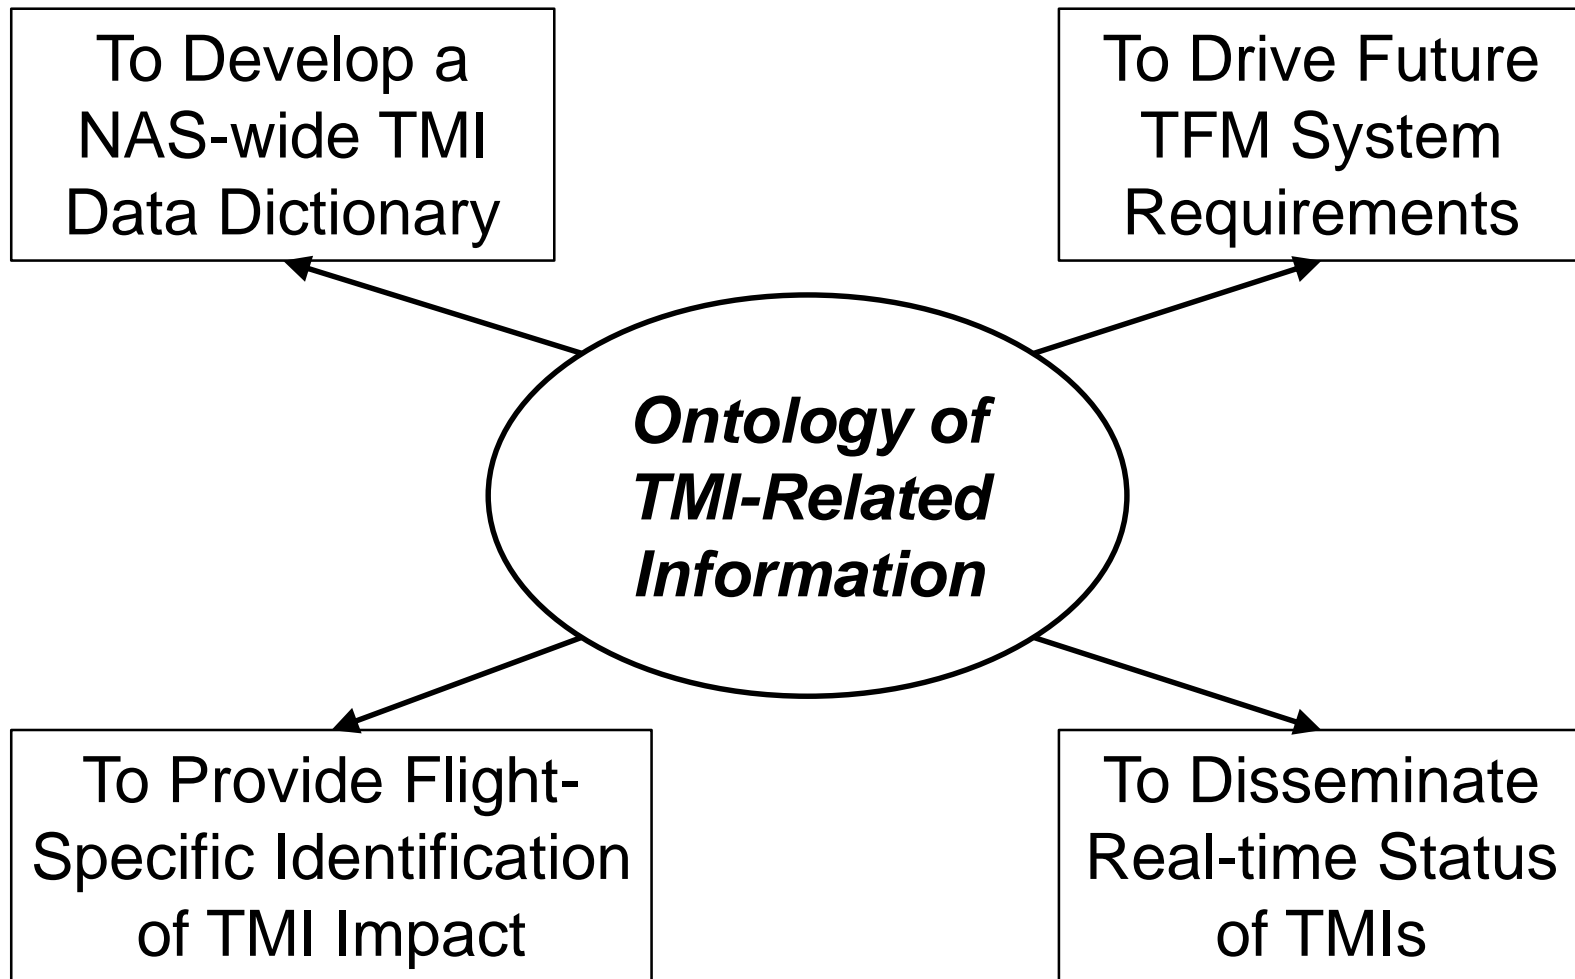 To Develop a
NAS-wide TMI
Data Dictionary
To Drive Future
TFM System
Requirements
Ontology of
TMI-Related
Information
To Provide Flight-
Specific Identification
of TMI Impact
To Disseminate
Real-time Status
of TMIs